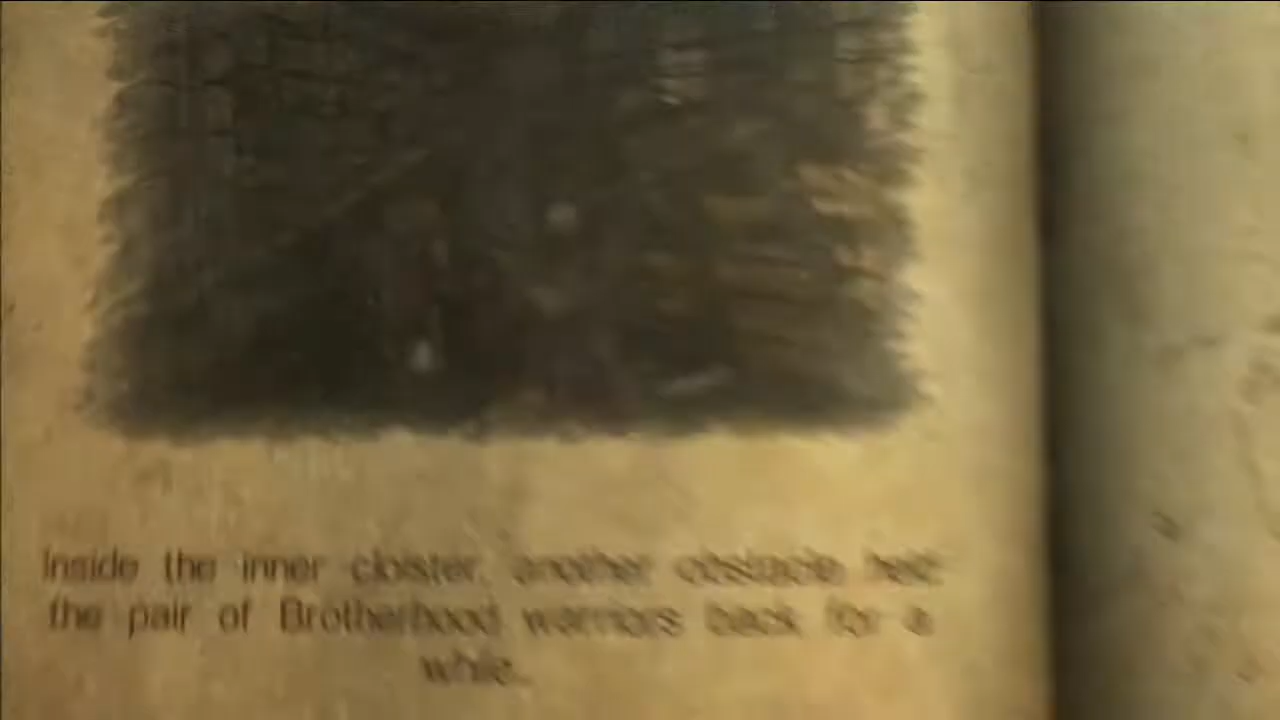 Inside the inner cloister, another obstacle held
the pair of Brotherhood warriors back for a
while.